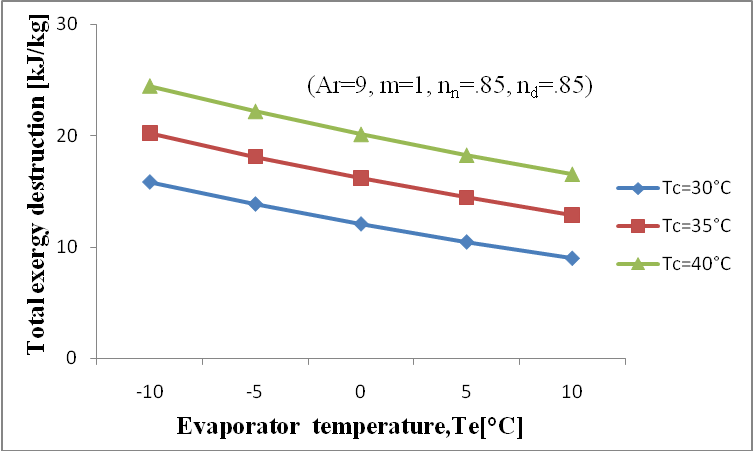 30
20
10
0
Total exergy destruction [kJ/kg]
(Ar=9, m=1, nn=.85, nd=.85)
Tc=30°C
Tc=35°C
Tc=40°C
-10 -5 0 5 10
Evaporator temperature,Te[°C]